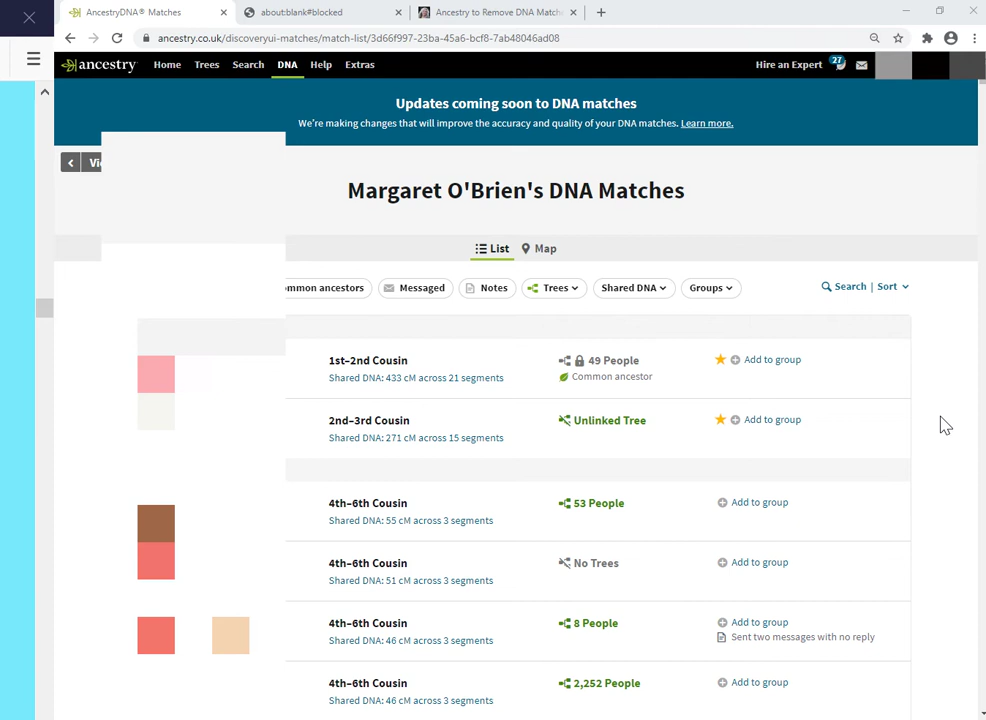 AncestryDNA® Matches
about:blank#blocked
Ancestry to Remove DNA Match
ancestry.co.uk/discoveryui-matches/match-list/3d66f997-23ba-45a6-bcf8-7ab48046ad08
ancestry Home Trees Search DNA Help Extras Hire an Expert 27
Updates coming soon to DNA matches
We're making changes that will improve the accuracy and quality of your DNA matches. Learn more.
Margaret O'Brien's DNA Matches
List Map
mmon ancestors Messaged Notes Trees Shared DNA Groups Search | Sort
1st–2nd Cousin 49 People Add to group
Shared DNA: 433 cM across 21 segments Common ancestor
2nd–3rd Cousin Unlinked Tree Add to group
Shared DNA: 271 cM across 15 segments
4th–6th Cousin 53 People Add to group
Shared DNA: 55 cM across 3 segments
4th–6th Cousin No Trees Add to group
Shared DNA: 51 cM across 3 segments
4th–6th Cousin 8 People Add to group
Shared DNA: 46 cM across 3 segments Sent two messages with no reply
4th–6th Cousin 2,252 People Add to group
Shared DNA: 46 cM across 3 segments